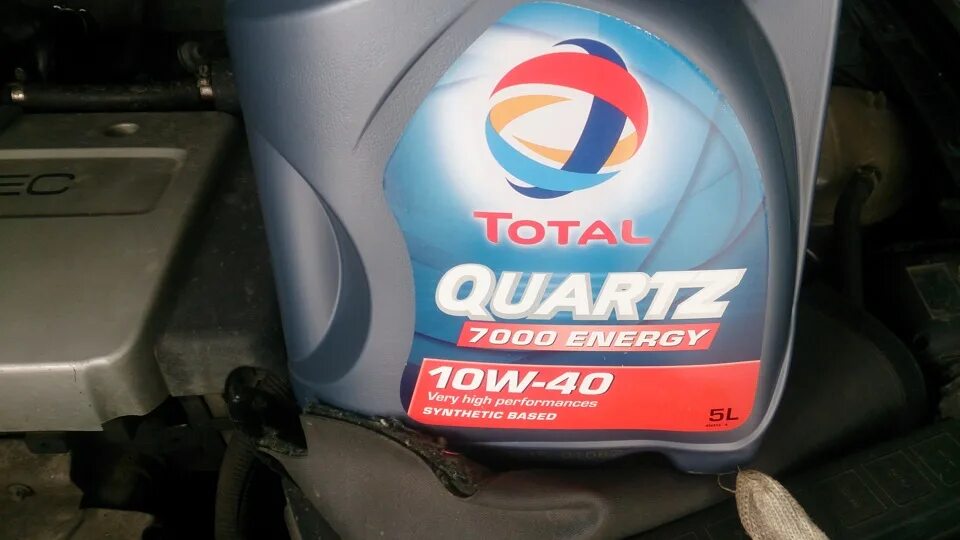 EC
TOTAL
QUARTZ
7000 ENERGY
10W-40
Very high performances
SYNTHETIC BASED
5L